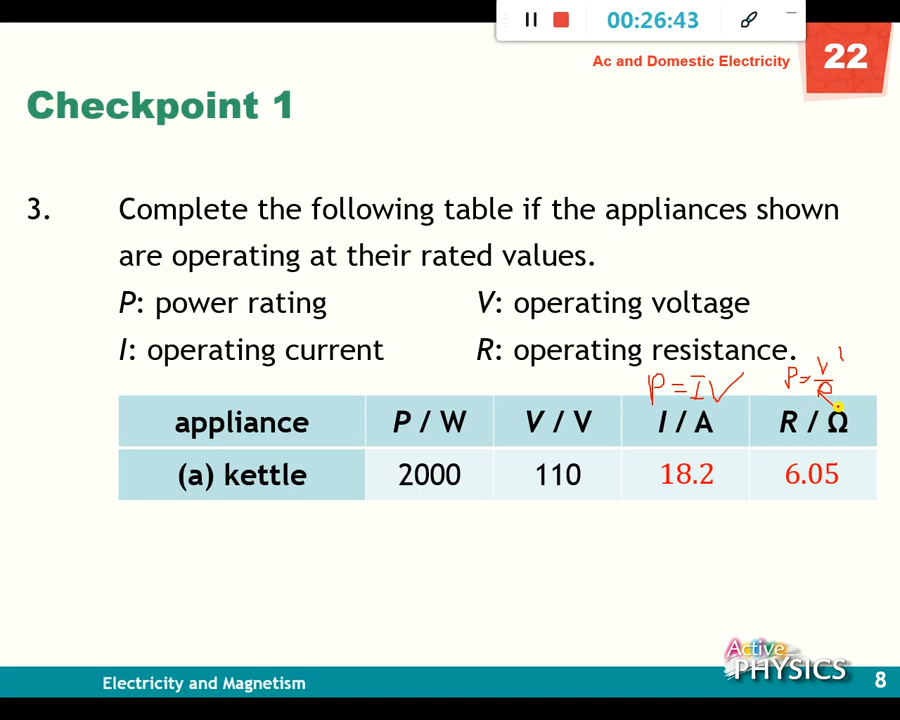 00:26:43
Ac and Domestic Electricity
22
Checkpoint 1
3. Complete the following table if the appliances shown
are operating at their rated values.
P: power rating V: operating voltage
I: operating current R: operating resistance.
P = IV
appliance P / W V / V I / A R / Ω
(a) kettle 2000 110 18.2 6.05
Active
PHYSICS
Electricity and Magnetism 8